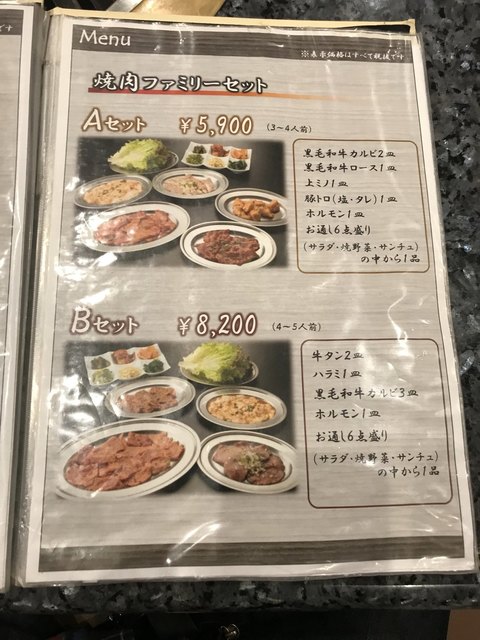 Menu
※表示価格はすべて税抜です
焼肉ファミリーセット
Aセット ￥5,900 (3〜4人前)
黒毛和牛カルビ2皿
黒毛和牛ロース1皿
上ミノ1皿
豚トロ(塩・タレ)1皿
ホルモン1皿
お通し6点盛り
(サラダ・焼野菜・サンチュ)
の中から1品
Bセット ￥8,200 (4〜5人前)
牛タン2皿
ハラミ1皿
黒毛和牛カルビ3皿
ホルモン1皿
お通し6点盛り
(サラダ・焼野菜・サンチュ)
の中から1品